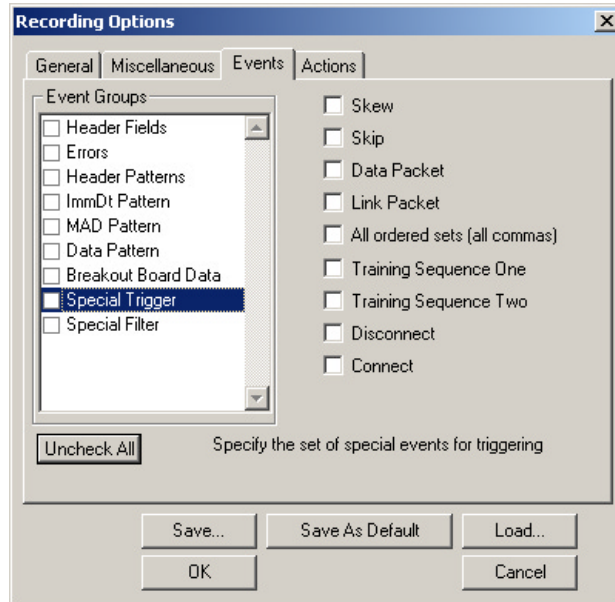 Recording Options
General Miscellaneous Events Actions
Event Groups
Header Fields
Errors
Header Patterns
ImmDt Pattern
MAD Pattern
Data Pattern
Breakout Board Data
Special Trigger
Special Filter
Skew
Skip
Data Packet
Link Packet
All ordered sets (all commas)
Training Sequence One
Training Sequence Two
Disconnect
Connect
Uncheck All
Specify the set of special events for triggering
Save... Save As Default Load...
OK Cancel